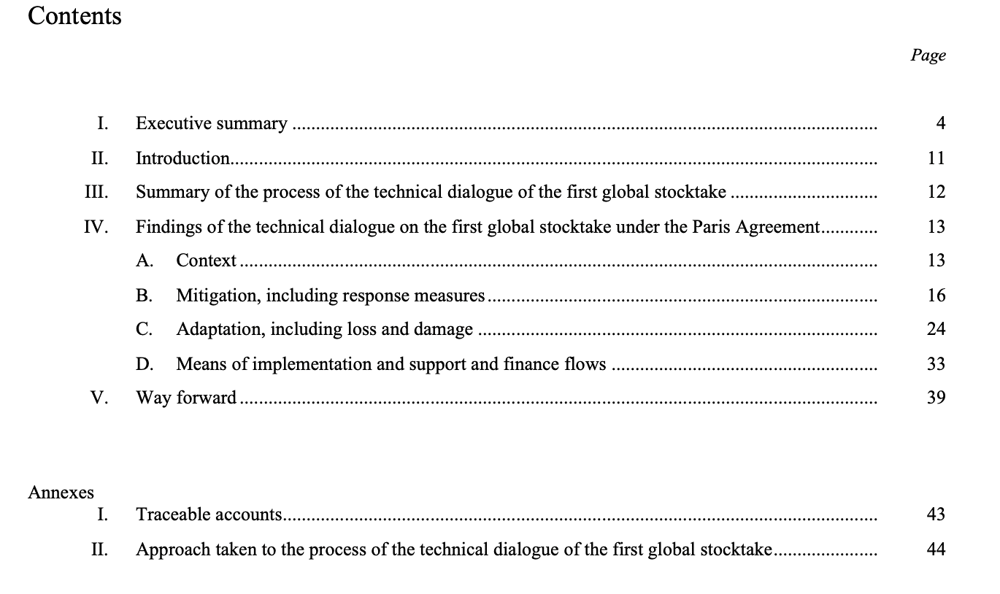 Contents
Page
I. Executive summary ........................................................................................................................... 4
II. Introduction........................................................................................................................................ 11
III. Summary of the process of the technical dialogue of the first global stocktake ............................... 12
IV. Findings of the technical dialogue on the first global stocktake under the Paris Agreement............ 13
A. Context ...................................................................................................................................... 13
B. Mitigation, including response measures .................................................................................. 16
C. Adaptation, including loss and damage .................................................................................... 24
D. Means of implementation and support and finance flows ........................................................ 33
V. Way forward ...................................................................................................................................... 39
Annexes
I. Traceable accounts............................................................................................................................. 43
II. Approach taken to the process of the technical dialogue of the first global stocktake...................... 44